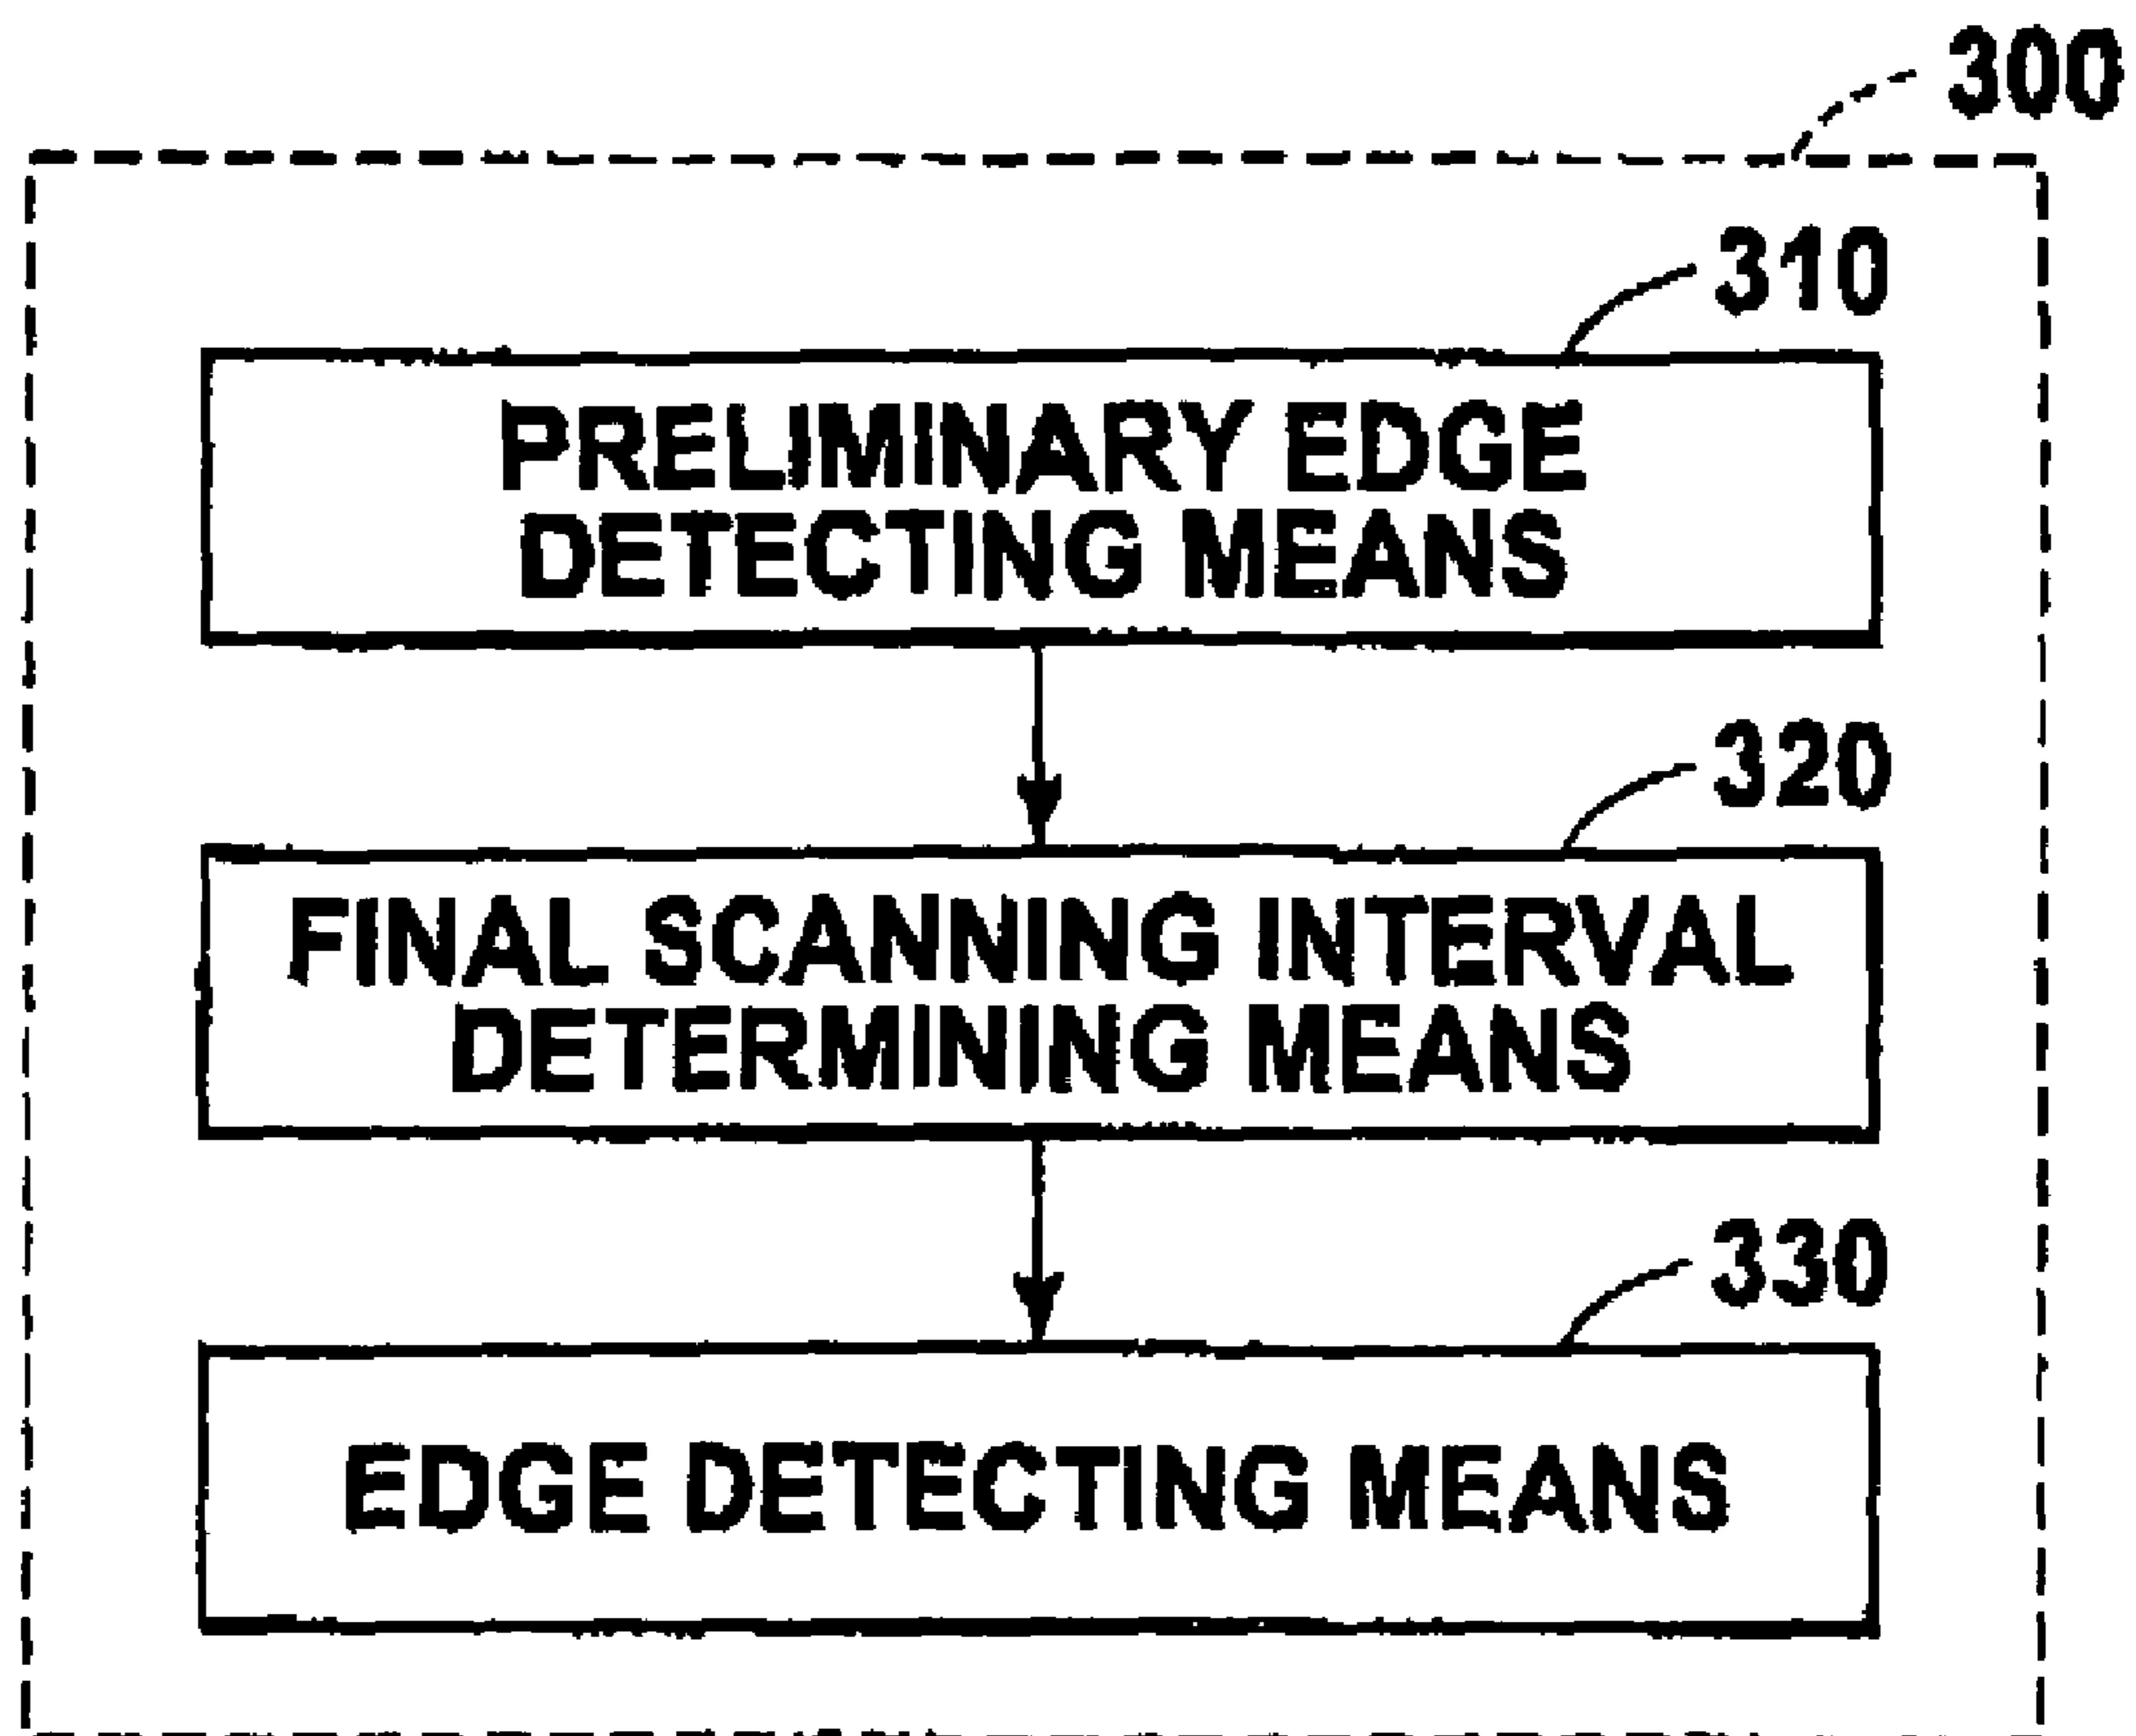 300
310
PRELIMINARY EDGE
DETECTING MEANS
320
FINAL SCANNING INTERVAL
DETERMINING MEANS
330
EDGE DETECTING MEANS